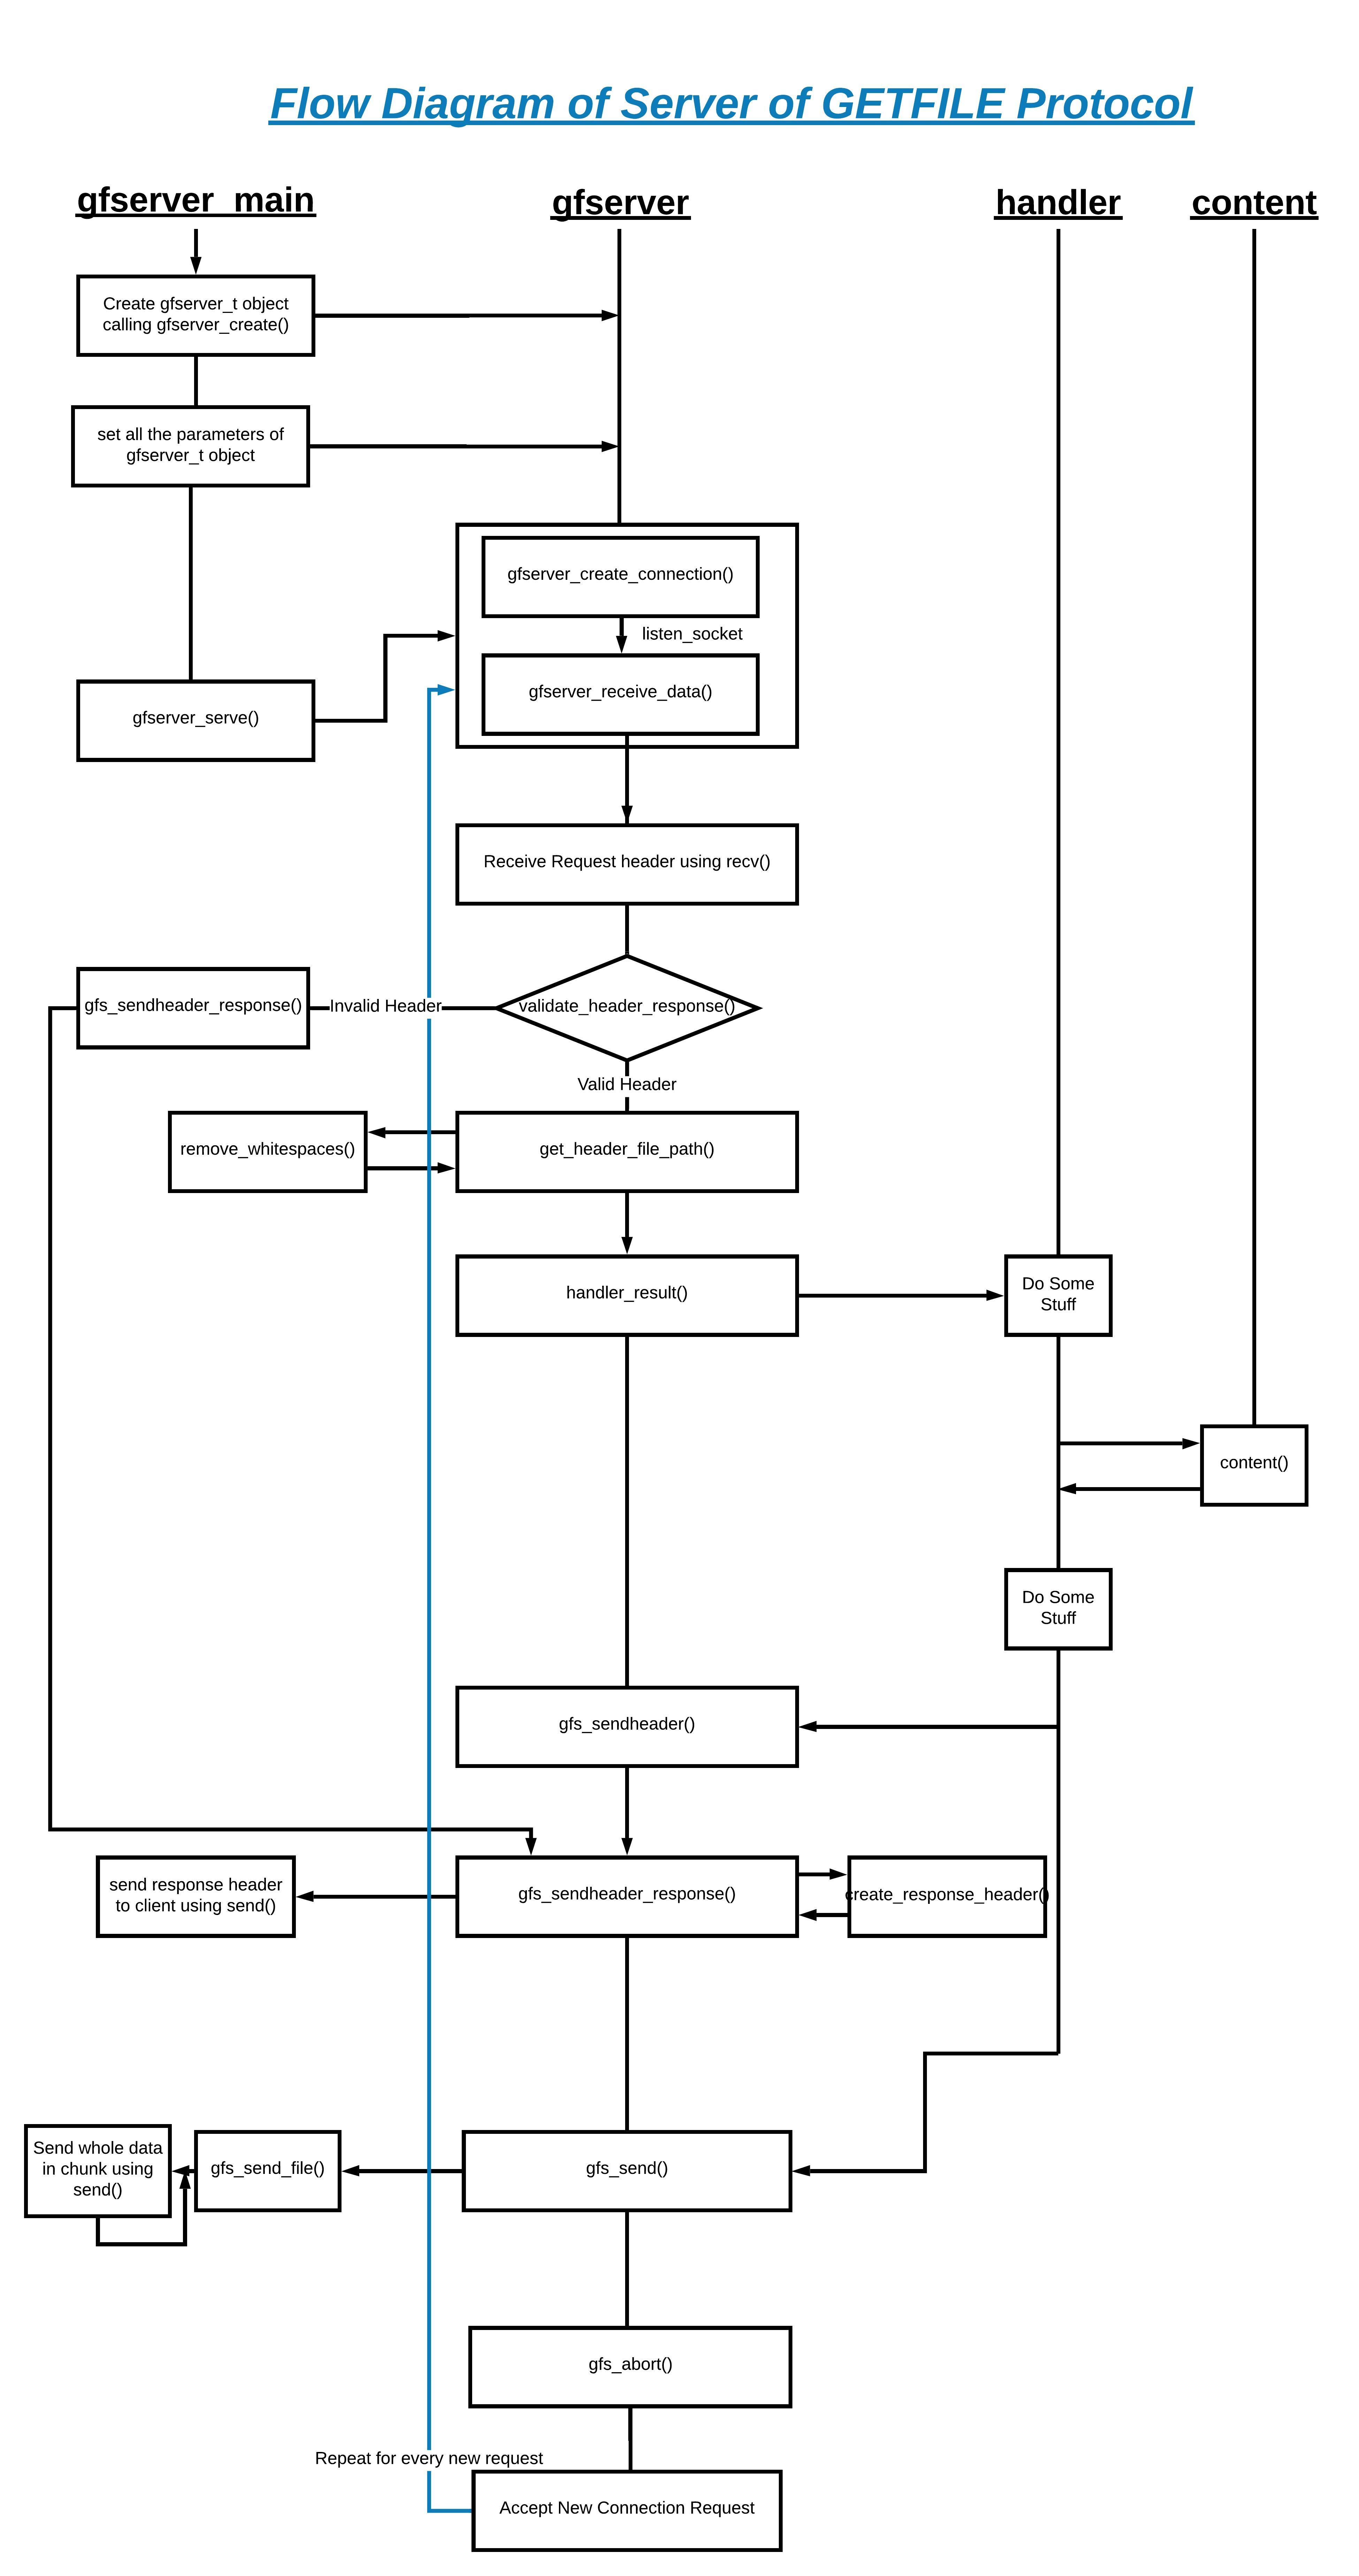 Flow Diagram of Server of GETFILE Protocol
gfserver_main
gfserver
handler
content
Create gfserver_t object
calling gfserver_create()
set all the parameters of
gfserver_t object
gfserver_create_connection()
listen_socket
gfserver_receive_data()
gfserver_serve()
Receive Request header using recv()
gfs_sendheader_response()
Invalid Header
validate_header_response()
Valid Header
remove_whitespaces()
get_header_file_path()
handler_result()
Do Some
Stuff
content()
Do Some
Stuff
gfs_sendheader()
send response header
to client using send()
gfs_sendheader_response()
create_response_header()
Send whole data
in chunk using
send()
gfs_send_file()
gfs_send()
gfs_abort()
Repeat for every new request
Accept New Connection Request